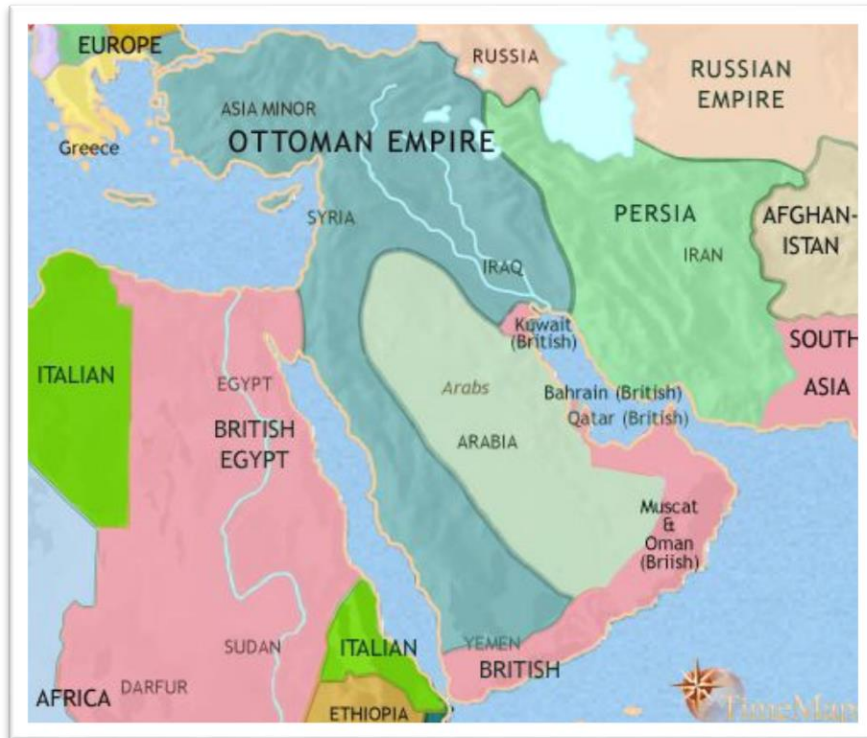 EUROPE
RUSSIA
RUSSIAN
EMPIRE
ASIA MINOR
OTTOMAN EMPIRE
Greece
SYRIA
PERSIA
AFGHAN-
ISTAN
IRAN
IRAQ
Kuwait
(British)
SOUTH
ASIA
ITALIAN
EGYPT
BRITISH
EGYPT
Arabs
ARABIA
Bahrain (British)
Qatar (British)
Muscat
&
Oman
(Briish)
SUDAN
ITALIAN
YEMEN
BRITISH
AFRICA
DARFUR
ETHIOPIA
TimeMap